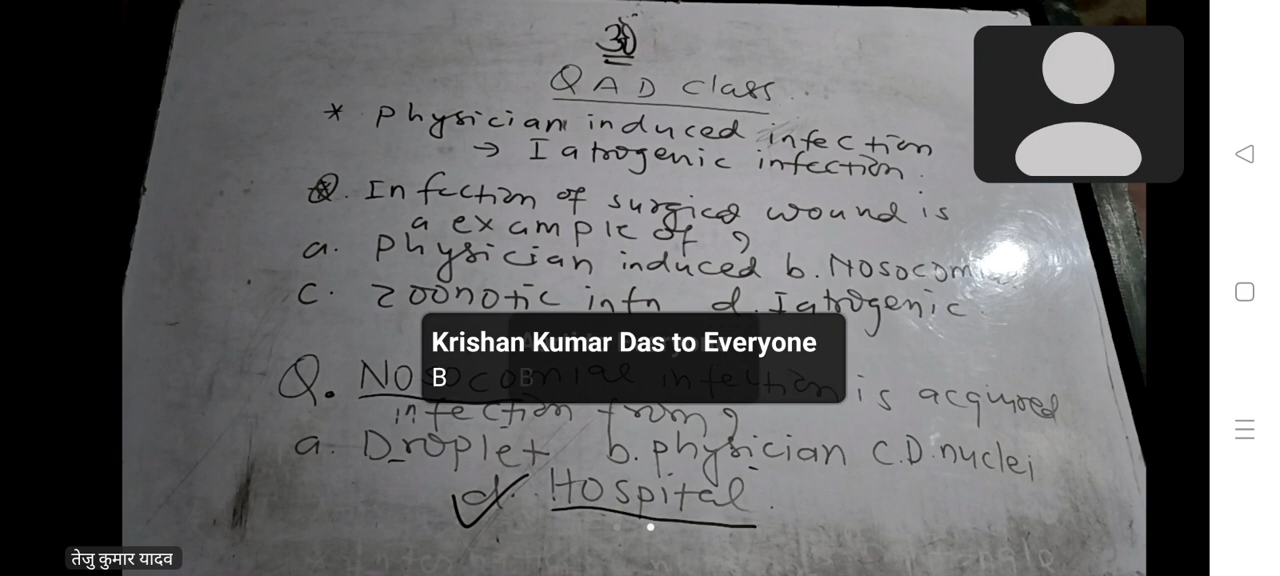 ॐ
QAD class
* Physician induced infection
→ Iatrogenic infection.
Q. Infection of surgical wound is
a example of ?
a. Physician induced b. Nosocom
c. zoonotic infn d. Iatrogenic.
Krishan Kumar Das to Everyone
B
Q. Nosocomial infection is acquired
infection from ?
a. Droplet b. physician C. D. nuclei
d. Hospital.
तेजु कुमार यादव